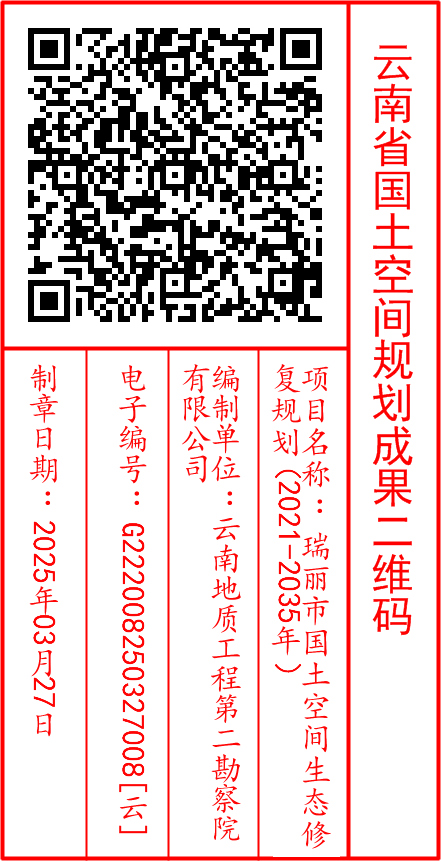 云南省国土空间规划成果二维码
项目名称：瑞丽市国土空间生态修
复规划（2021-2035年）
编制单位：云南地质工程第二勘察院
有限公司
电子编号：G222008250327008[云]
制章日期：2025年03月27日